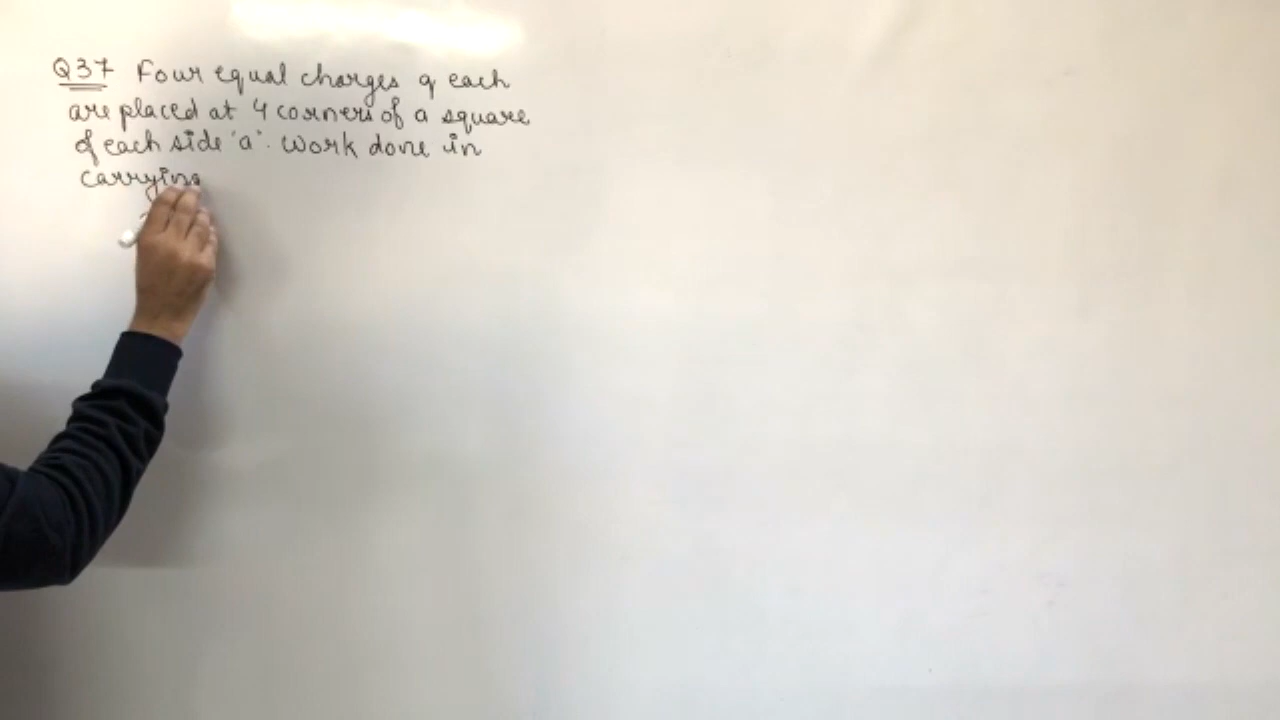 Q37 Four equal charges q each
are placed at 4 corners of a square
of each side 'a'. Work done in
carrying